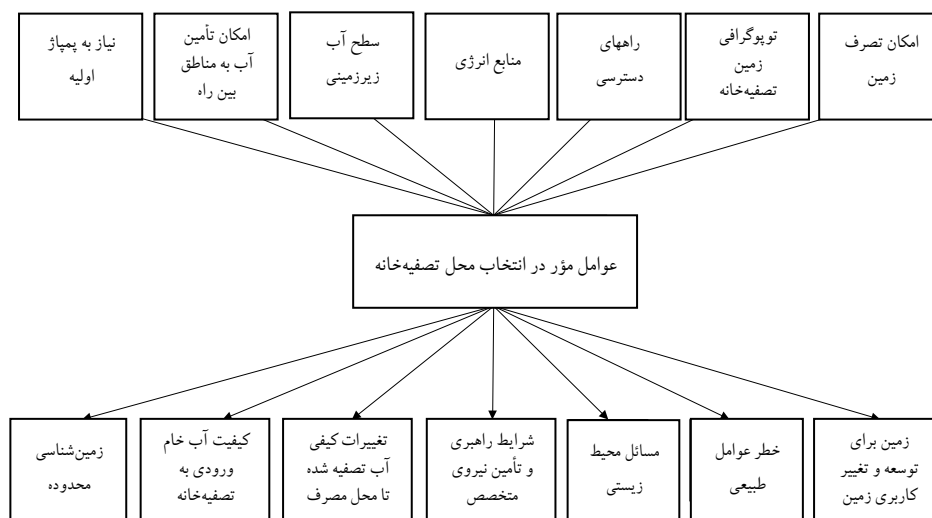 امکان تصرف
زمین
توپوگرافی
زمین
تصفیه‌خانه
راههای
دسترسی
منابع انرژی
سطح آب
زیرزمینی
امکان تأمین
آب به مناطق
بین راه
نیاز به پمپاژ
اولیه
عوامل مؤر در انتخاب محل تصفیه‌خانه
زمین برای
توسعه و تغییر
کاربری زمین
خطر عوامل
طبیعی
مسائل محیط
زیستی
شرایط راهبری
و تأمین نیروی
متخصص
تغییرات کیفی
آب تصفیه شده
تا محل مصرف
کیفیت آب خام
ورودی به
تصفیه‌خانه
زمین‌شناسی
محدوده